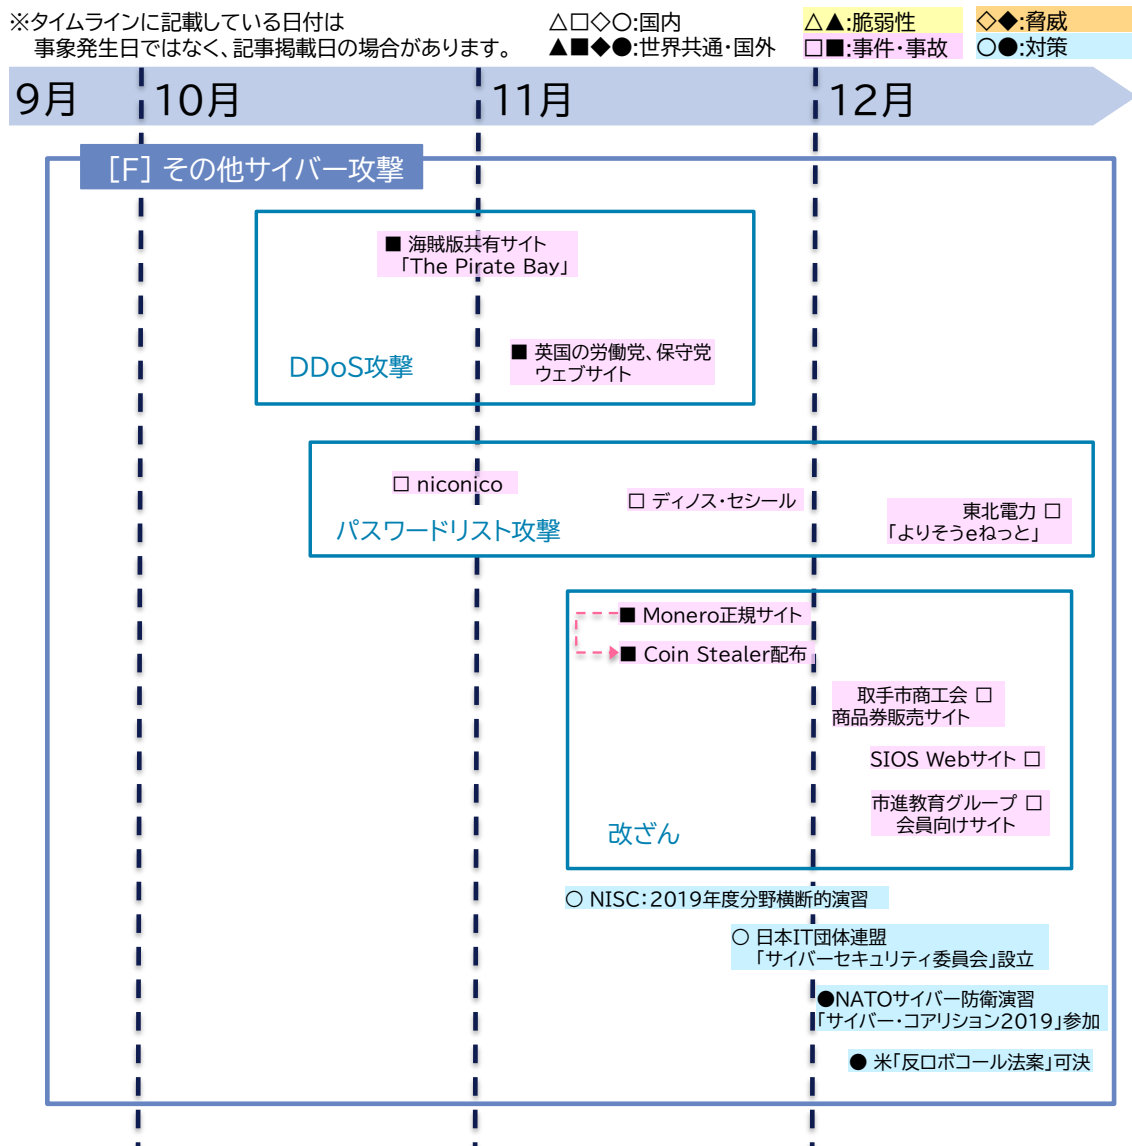 ※タイムラインに記載している日付は
事象発生日ではなく、記事掲載日の場合があります。
△□◇○:国内
▲■◆●:世界共通・国外
△▲:脆弱性
□■:事件・事故
◇◆:脅威
○●:対策
9月
10月
11月
12月
[F] その他サイバー攻撃
■ 海賊版共有サイト
「The Pirate Bay」
■ 英国の労働党、保守党
ウェブサイト
DDoS攻撃
□ niconico
□ ディノス・セシール
東北電力 □
「よりそうeねっと」
パスワードリスト攻撃
■ Monero正規サイト
■ Coin Stealer配布
取手市商工会 □
商品券販売サイト
SIOS Webサイト □
市進教育グループ □
会員向けサイト
改ざん
○ NISC:2019年度分野横断的演習
○ 日本IT団体連盟
「サイバーセキュリティ委員会」設立
●NATOサイバー防衛演習
「サイバー・コアリション2019」参加
● 米「反ロボコール法案」可決